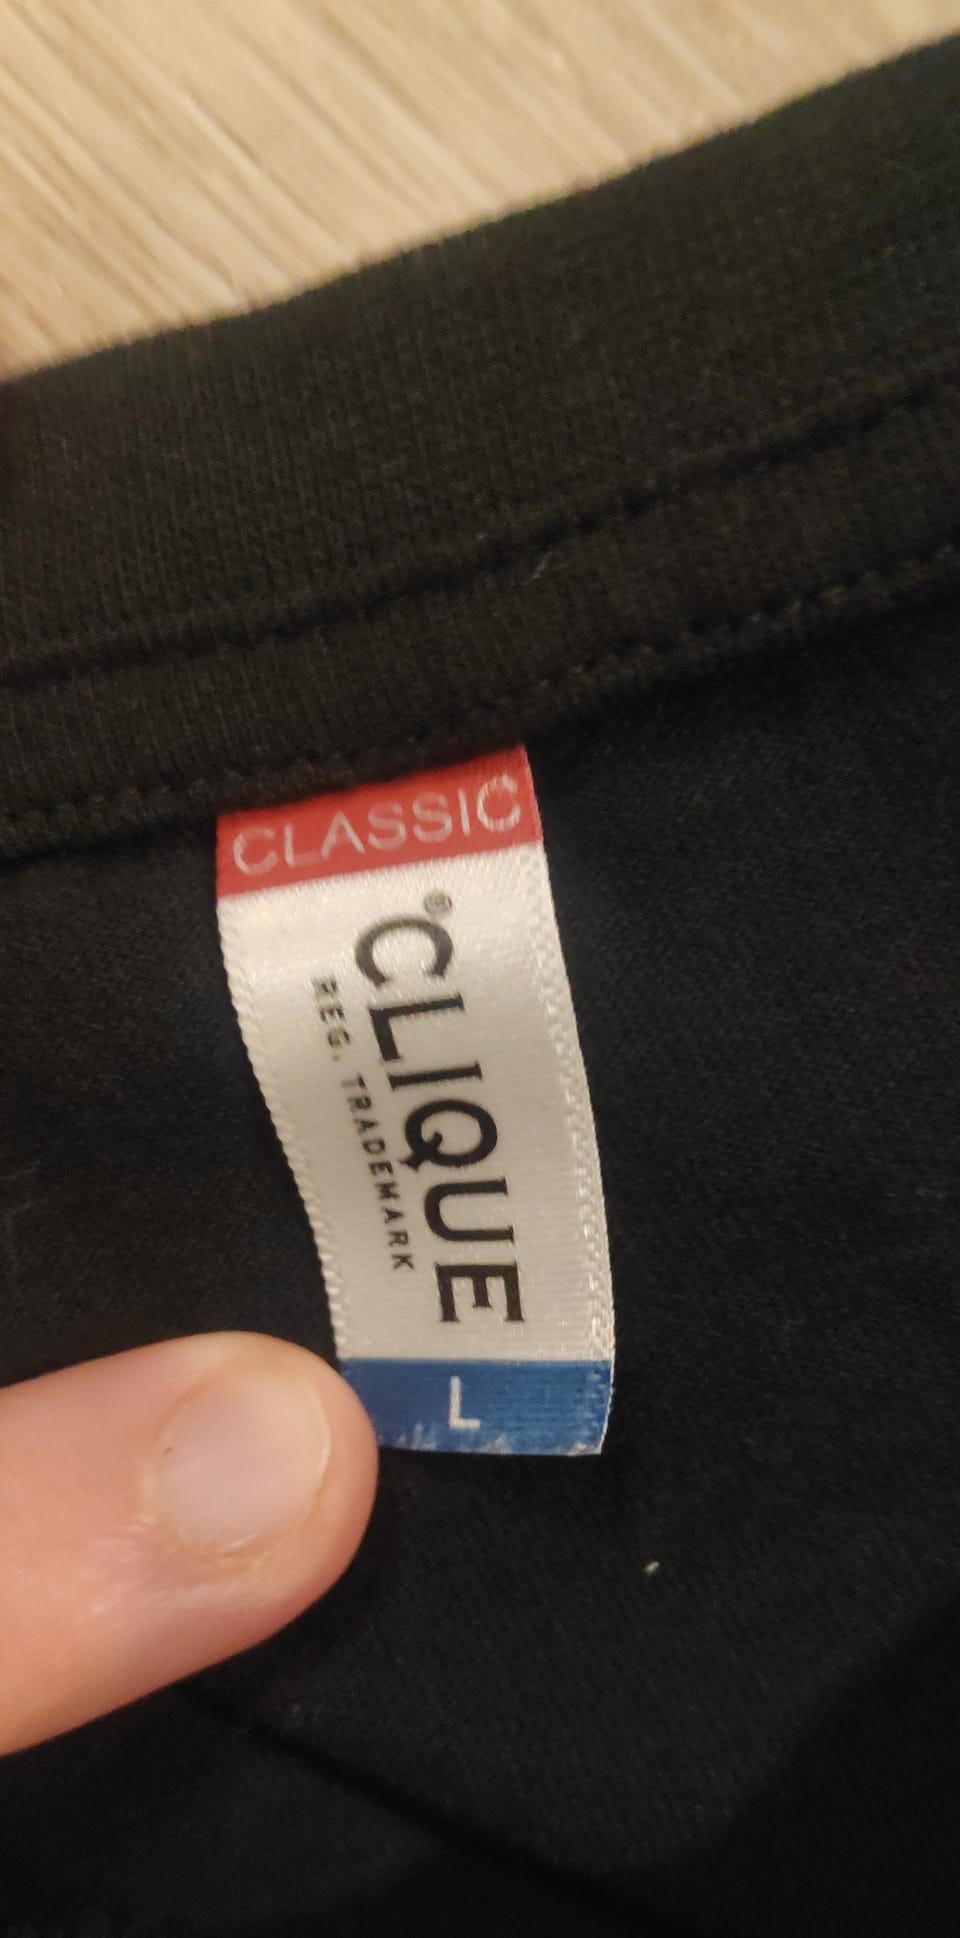 CLASSIC
CLIQUE®
REG. TRADEMARK
L